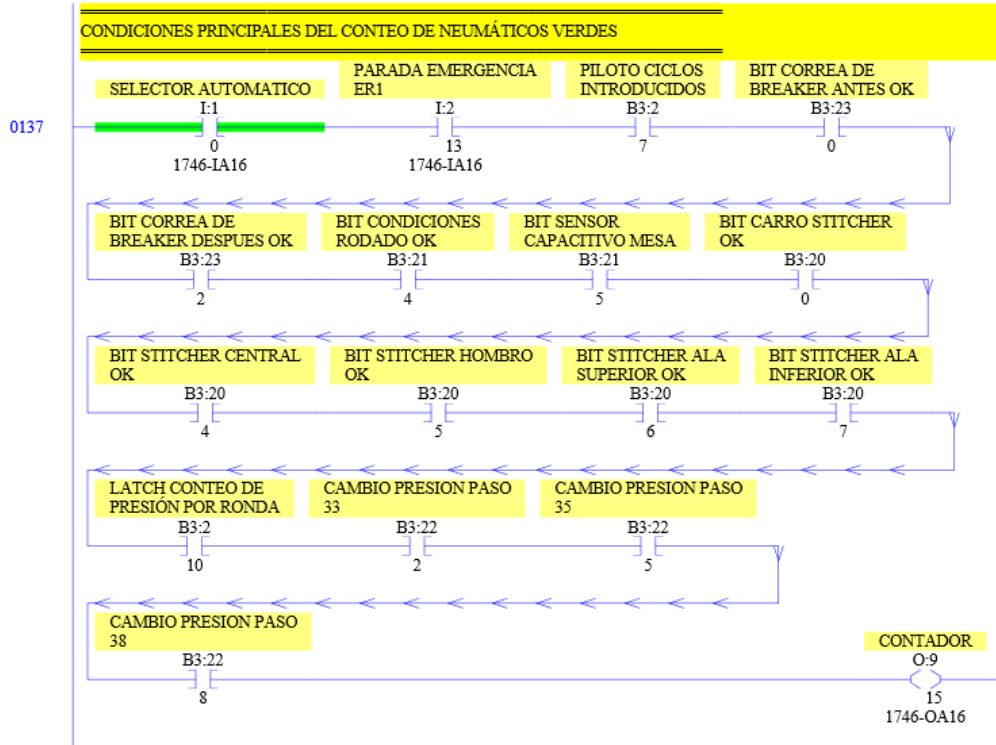 CONDICIONES PRINCIPALES DEL CONTEO DE NEUMÁTICOS VERDES
SELECTOR AUTOMATICO
I:1
0
1746-IA16
PARADA EMERGENCIA
ER1
I:2
13
1746-IA16
PILOTO CICLOS
INTRODUCIDOS
B3:2
7
BIT CORREA DE
BREAKER ANTES OK
B3:23
0
0137
BIT CORREA DE
BREAKER DESPUES OK
B3:23
2
BIT CONDICIONES
RODADO OK
B3:21
4
BIT SENSOR
CAPACITIVO MESA
B3:21
5
BIT CARRO STITCHER
OK
B3:20
0
BIT STITCHER CENTRAL
OK
B3:20
4
BIT STITCHER HOMBRO
OK
B3:20
5
BIT STITCHER ALA
SUPERIOR OK
B3:20
6
BIT STITCHER ALA
INFERIOR OK
B3:20
7
LATCH CONTEO DE
PRESIÓN POR RONDA
B3:2
10
CAMBIO PRESION PASO
33
B3:22
2
CAMBIO PRESION PASO
35
B3:22
5
CAMBIO PRESION PASO
38
B3:22
8
CONTADOR
O:9
15
1746-OA16